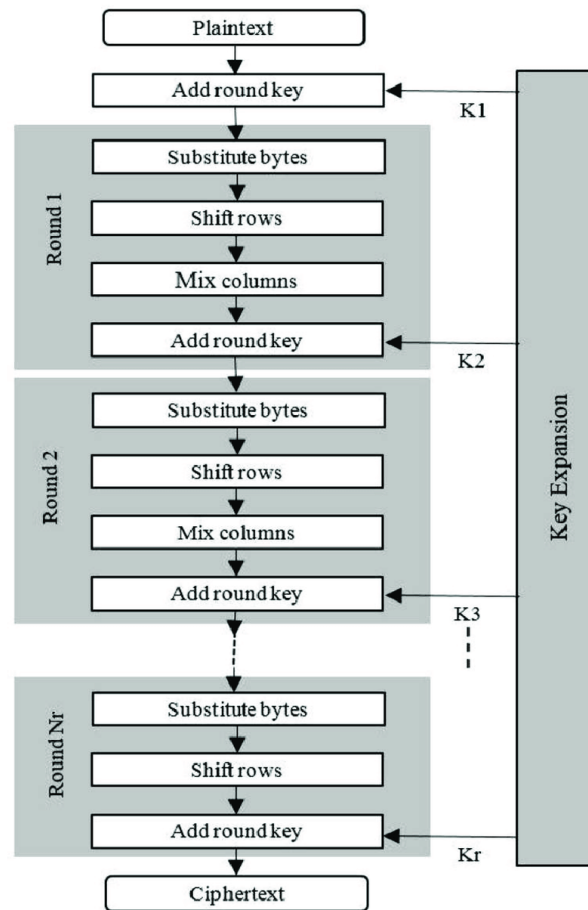 Plaintext
Add round key
K1
Round 1
Substitute bytes
Shift rows
Mix columns
Add round key
K2
Round 2
Substitute bytes
Shift rows
Mix columns
Add round key
K3
Key Expansion
Round Nr
Substitute bytes
Shift rows
Add round key
Kr
Ciphertext